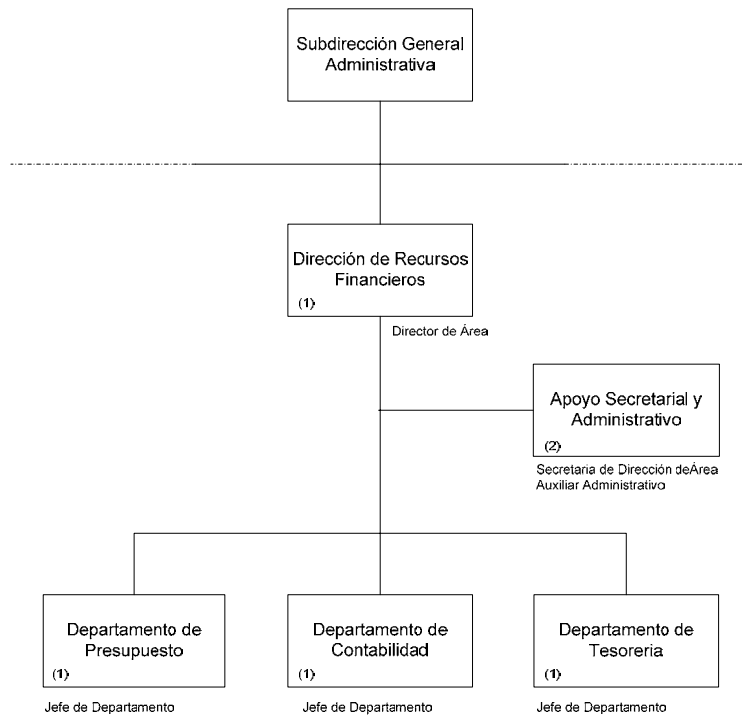 Subdirección General
Administrativa
Dirección de Recursos
Financieros
(1)
Director de Área
Apoyo Secretarial y
Administrativo
(2)
Secretaria de Dirección deÁrea
Auxiliar Administrativo
Departamento de
Presupuesto
(1)
Jefe de Departamento
Departamento de
Contabilidad
(1)
Jefe de Departamento
Departamento de
Tesoreria
(1)
Jefe de Departamento